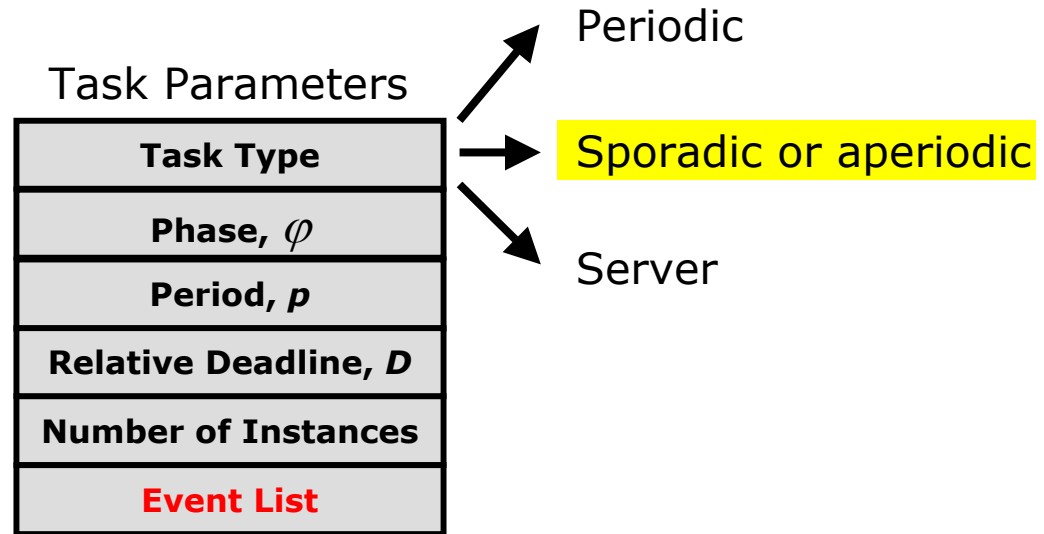 Task Parameters
Task Type
Phase, φ
Period, p
Relative Deadline, D
Number of Instances
Event List
Periodic
Sporadic or aperiodic
Server